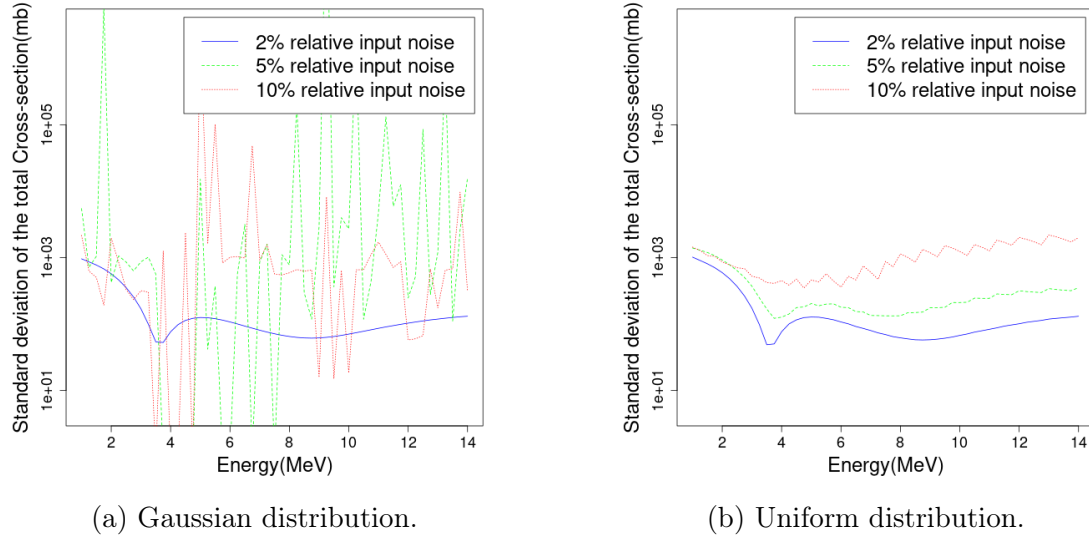 Standard deviation of the total Cross-section(mb)
1e+05
1e+03
1e+01
2% relative input noise
5% relative input noise
10% relative input noise
2 4 6 8 10 12 14
Energy(MeV)
(a) Gaussian distribution.
Standard deviation of the total Cross-section(mb)
1e+05
1e+03
1e+01
2% relative input noise
5% relative input noise
10% relative input noise
2 4 6 8 10 12 14
Energy(MeV)
(b) Uniform distribution.